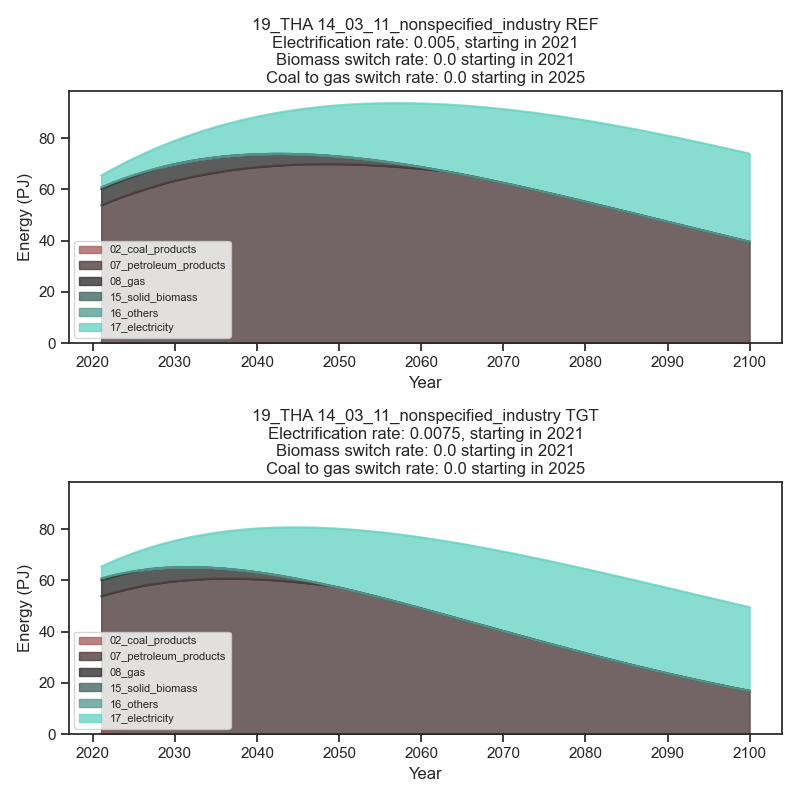 19_THA 14_03_11_nonspecified_industry REF
Electrification rate: 0.005, starting in 2021
Biomass switch rate: 0.0 starting in 2021
Coal to gas switch rate: 0.0 starting in 2025
Energy (PJ)
80
60
40
20
0
02_coal_products
07_petroleum_products
08_gas
15_solid_biomass
16_others
17_electricity
2020 2030 2040 2050 2060 2070 2080 2090 2100
Year
19_THA 14_03_11_nonspecified_industry TGT
Electrification rate: 0.0075, starting in 2021
Biomass switch rate: 0.0 starting in 2021
Coal to gas switch rate: 0.0 starting in 2025
Energy (PJ)
80
60
40
20
0
02_coal_products
07_petroleum_products
08_gas
15_solid_biomass
16_others
17_electricity
2020 2030 2040 2050 2060 2070 2080 2090 2100
Year